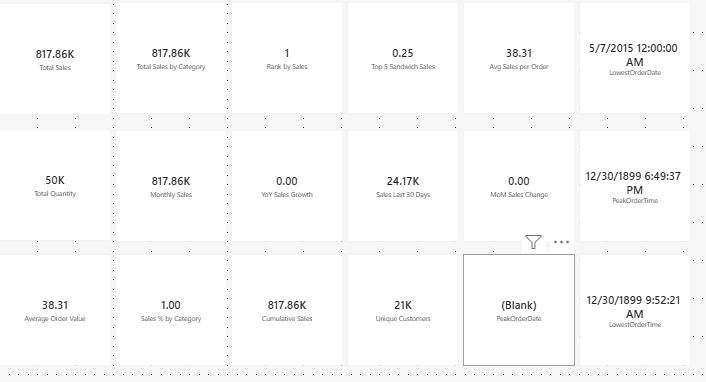 817.86K
Total Sales
817.86K
Total Sales by Category
1
Rank by Sales
0.25
Top 5 Sandwich Sales
38.31
Avg Sales per Order
5/7/2015 12:00:00
AM
LowestOrderDate
50K
Total Quantity
817.86K
Monthly Sales
0.00
YoY Sales Growth
24.17K
Sales Last 30 Days
0.00
MoM Sales Change
12/30/1899 6:49:37
PM
PeakOrderTime
38.31
Average Order Value
1.00
Sales % by Category
817.86K
Cumulative Sales
21K
Unique Customers
(Blank)
PeakOrderDate
12/30/1899 9:52:21
AM
LowestOrderTime